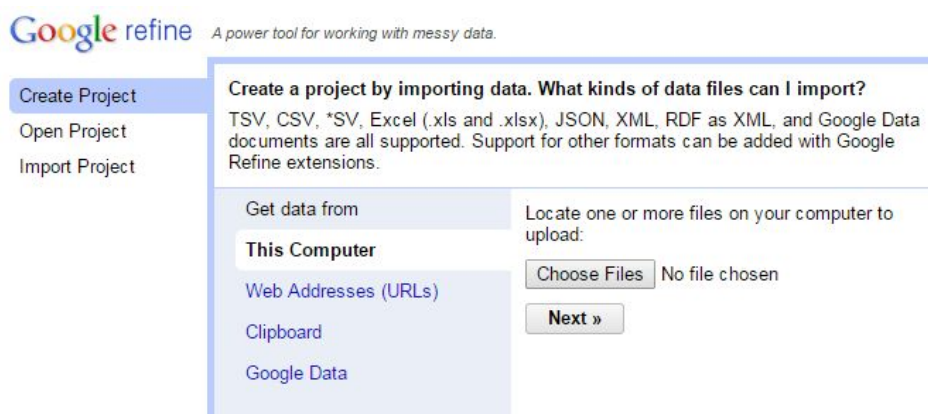 Google refine A power tool for working with messy data.
Create Project
Open Project
Import Project
Create a project by importing data. What kinds of data files can I import?
TSV, CSV, *SV, Excel (.xls and .xlsx), JSON, XML, RDF as XML, and Google Data
documents are all supported. Support for other formats can be added with Google
Refine extensions.
Get data from
This Computer
Web Addresses (URLs)
Clipboard
Google Data
Locate one or more files on your computer to
upload:
Choose Files No file chosen
Next »